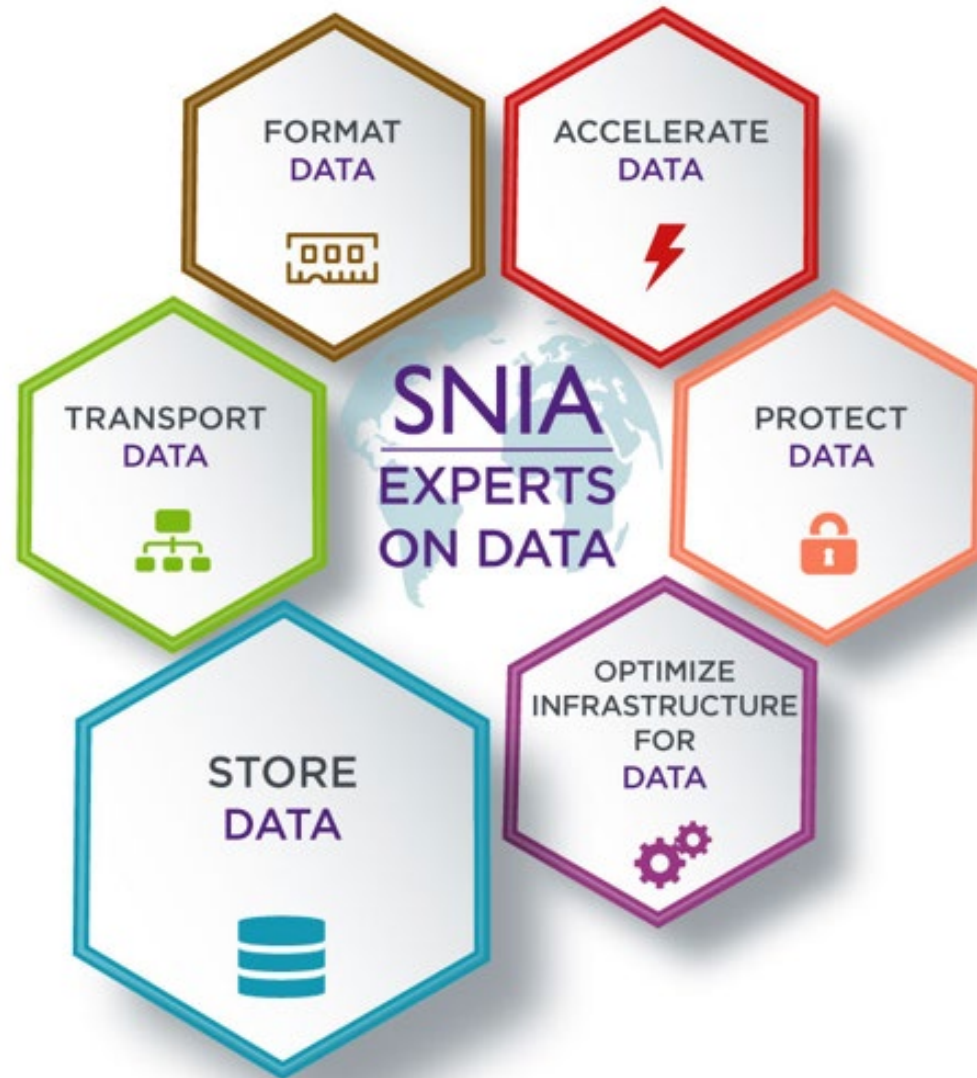 FORMAT
DATA
ACCELERATE
DATA
TRANSPORT
DATA
SNIA
EXPERTS
ON DATA
PROTECT
DATA
STORE
DATA
OPTIMIZE
INFRASTRUCTURE
FOR
DATA